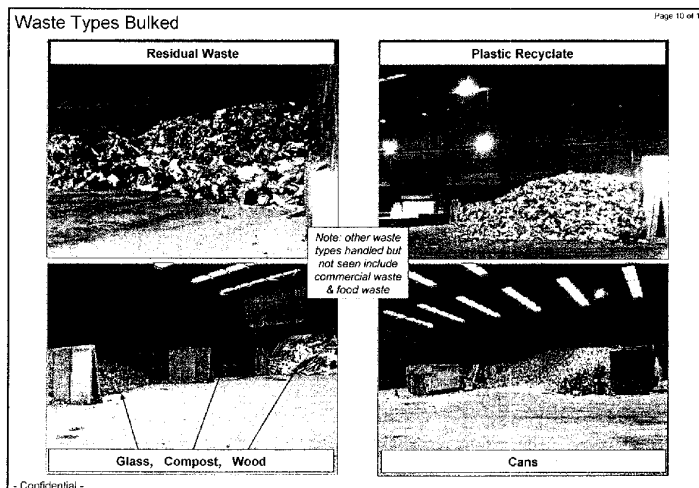 Waste Types Bulked
Page 10 of 1
Residual Waste
Plastic Recyclate
Note: other waste
types handled but
not seen include
commercial waste
& food waste
Glass, Compost, Wood
Cans
- Confidential -